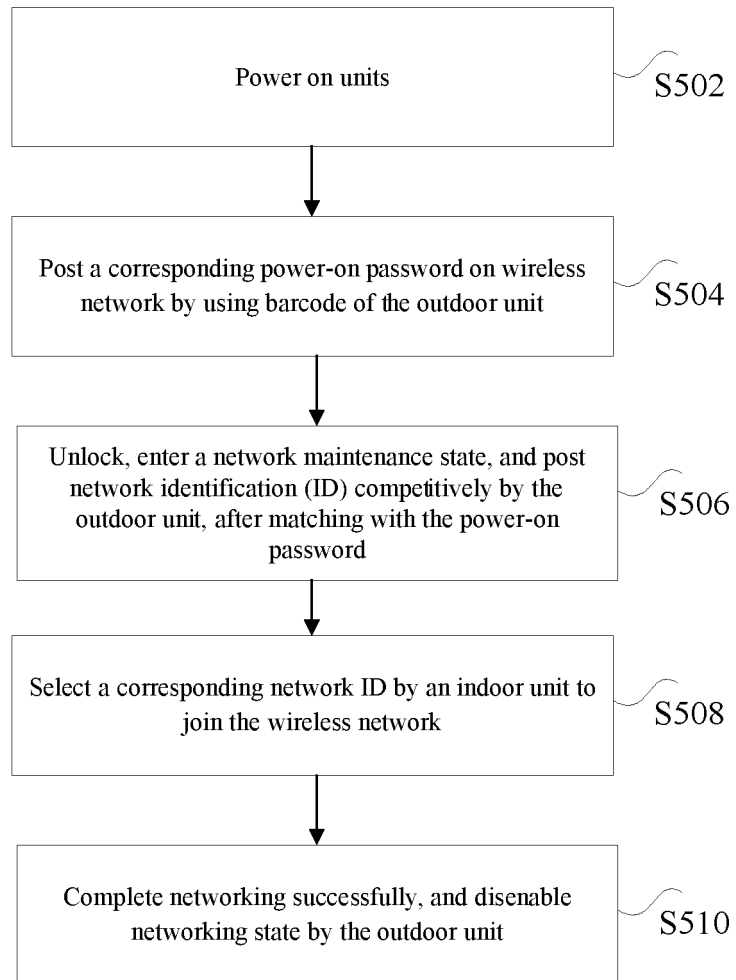 Power on units
S502
Post a corresponding power-on password on wireless
network by using barcode of the outdoor unit
S504
Unlock, enter a network maintenance state, and post
network identification (ID) competitively by the
outdoor unit, after matching with the power-on
password
S506
Select a corresponding network ID by an indoor unit to
join the wireless network
S508
Complete networking successfully, and disenable
networking state by the outdoor unit
S510